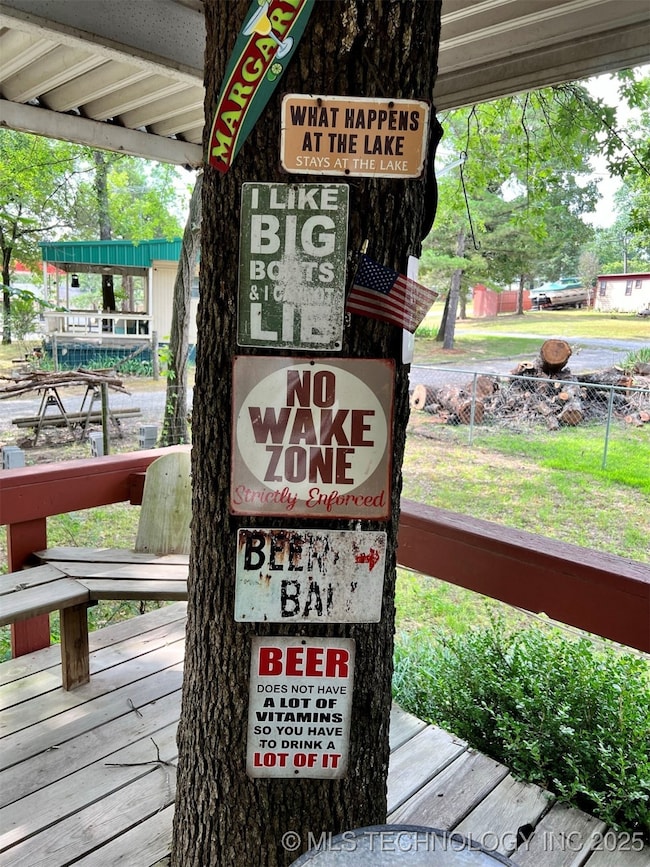 MARGAR
WHAT HAPPENS
AT THE LAKE
STAYS AT THE LAKE
I LIKE
BIG
BOATS
& I
LIE
NO
WAKE
ZONE
Strictly Enforced
BEER
DOES NOT HAVE
A LOT OF
VITAMINS
SO YOU HAVE
TO DRINK A
LOT OF IT
© MLS TECHNOLOGY INC 2025